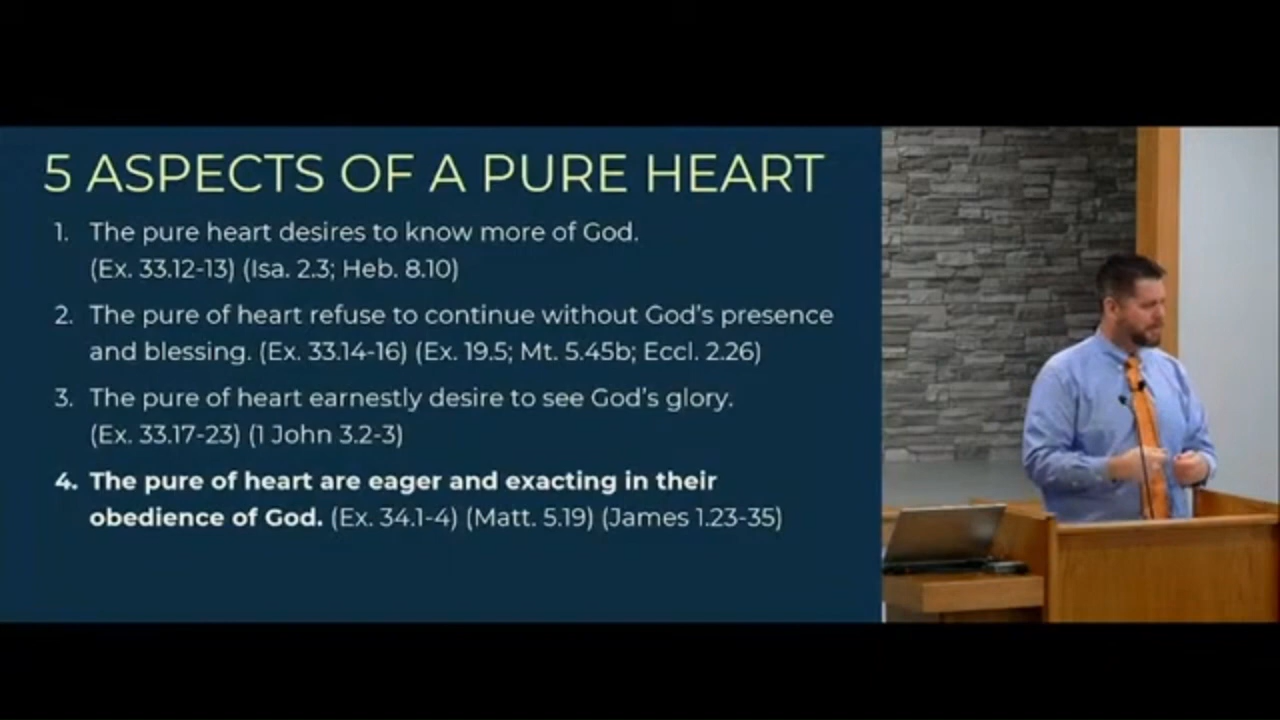 5 ASPECTS OF A PURE HEART
1. The pure heart desires to know more of God.
(Ex. 33.12-13) (Isa. 2.3; Heb. 8.10)
2. The pure of heart refuse to continue without God's presence
and blessing. (Ex. 33.14-16) (Ex. 19.5; Mt. 5.45b; Eccl. 2.26)
3. The pure of heart earnestly desire to see God's glory.
(Ex. 33.17-23) (1 John 3.2-3)
4. The pure of heart are eager and exacting in their
obedience of God. (Ex. 34.1-4) (Matt. 5.19) (James 1.23-35)